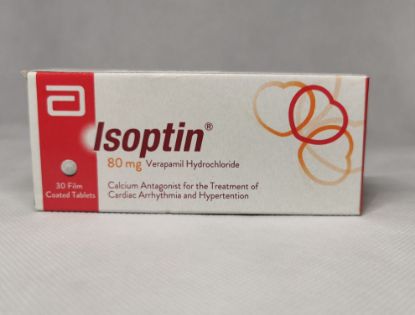 Isoptin®
80 mg Verapamil Hydrochloride
30 Film
Coated Tablets
Calcium Antagonist for the Treatment of
Cardiac Arrhythmia and Hypertention